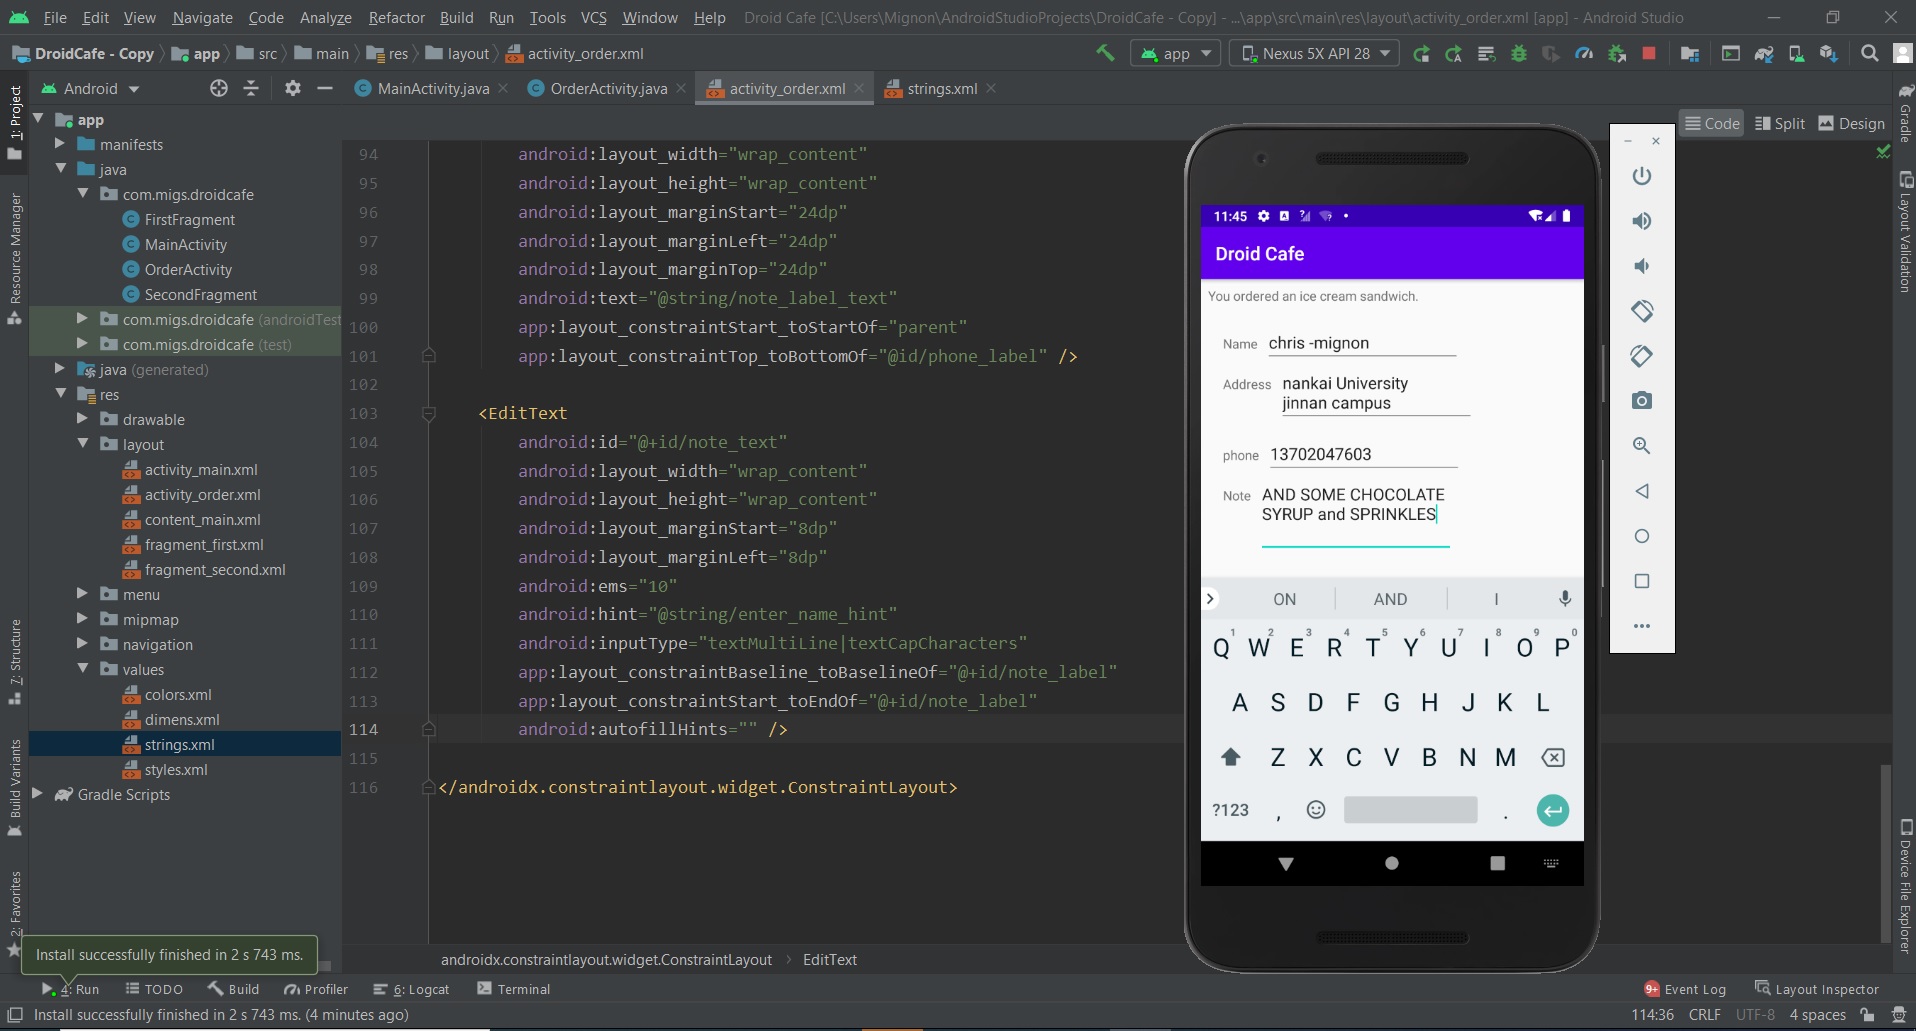 File Edit View Navigate Code Analyze Refactor Build Run Tools VCS Window Help Droid Cafe [C:\Users\Mignon\AndroidStudioProjects\DroidCafe - Copy] - ...\app\src\main\res\layout\activity_order.xml [app] - Android Studio
DroidCafe - Copy app src main res layout activity_order.xml app Nexus 5X API 28
Android MainActivity.java OrderActivity.java activity_order.xml strings.xml
Code Split Design
1: Project
Resource Manager
7: Structure
Build Variants
2: Favorites
app
manifests
java
com.migs.droidcafe
FirstFragment
MainActivity
OrderActivity
SecondFragment
com.migs.droidcafe (androidTest
com.migs.droidcafe (test)
java (generated)
res
drawable
layout
activity_main.xml
activity_order.xml
content_main.xml
fragment_first.xml
fragment_second.xml
menu
mipmap
navigation
values
colors.xml
dimens.xml
strings.xml
styles.xml
Gradle Scripts
94 android:layout_width="wrap_content"
95 android:layout_height="wrap_content"
96 android:layout_marginStart="24dp"
97 android:layout_marginLeft="24dp"
98 android:layout_marginTop="24dp"
99 android:text="@string/note_label_text"
100 app:layout_constraintStart_toStartOf="parent"
101 app:layout_constraintTop_toBottomOf="@id/phone_label" />
102
103 <EditText
104 android:id="@+id/note_text"
105 android:layout_width="wrap_content"
106 android:layout_height="wrap_content"
107 android:layout_marginStart="8dp"
108 android:layout_marginLeft="8dp"
109 android:ems="10"
110 android:hint="@string/enter_name_hint"
111 android:inputType="textMultiLine|textCapCharacters"
112 app:layout_constraintBaseline_toBaselineOf="@+id/note_label"
113 app:layout_constraintStart_toEndOf="@+id/note_label"
114 android:autofillHints="" />
115
116 </androidx.constraintlayout.widget.ConstraintLayout>
11:45
Droid Cafe
You ordered an ice cream sandwich.
Name chris -mignon
Address nankai University
jinnan campus
phone 13702047603
Note AND SOME CHOCOLATE
SYRUP and SPRINKLES
ON AND I
Q1 W2 E3 R4 T5 Y6 U7 I8 O9 P0
A S D F G H J K L
Z X C V B N M
?123 , .
Gradle
Layout Validation
Device File Explorer
Install successfully finished in 2 s 743 ms.
androidx.constraintlayout.widget.ConstraintLayout EditText
4: Run TODO Build Profiler 6: Logcat Terminal 9+ Event Log Layout Inspector
Install successfully finished in 2 s 743 ms. (4 minutes ago) 114:36 CRLF UTF-8 4 spaces